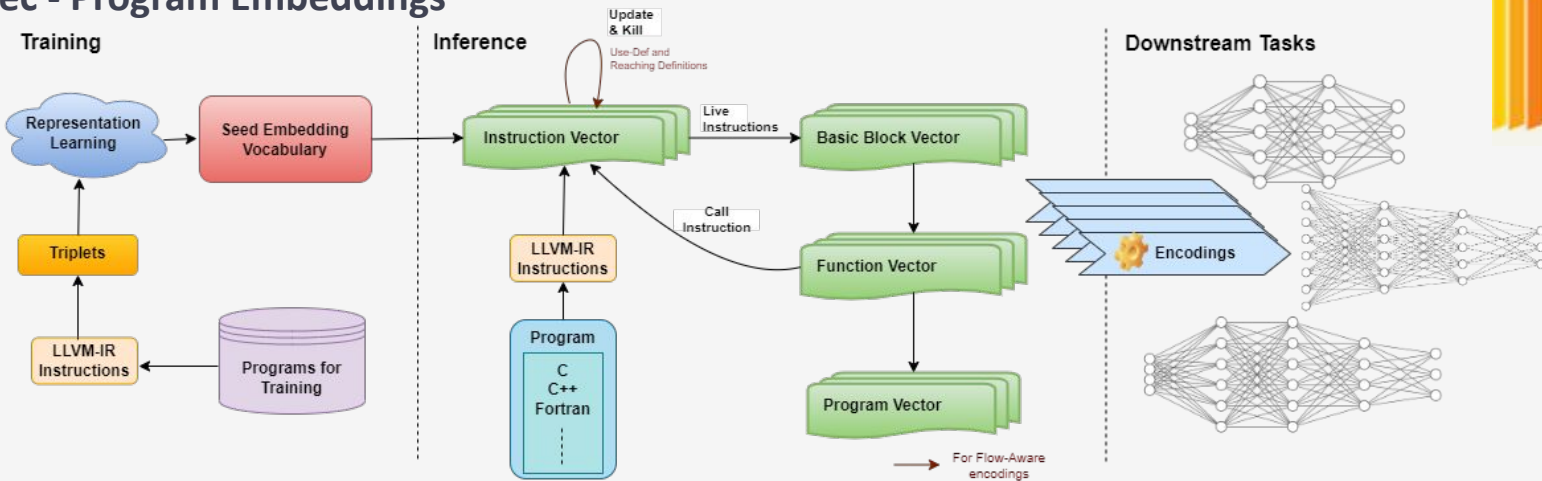 - Program Embeddings
Training
Representation
Learning
Seed Embedding
Vocabulary
Triplets
LLVM-IR
Instructions
Programs for
Training
Inference
Update
& Kill
Use-Def and
Reaching Definitions
Instruction Vector
Live
Instructions
Basic Block Vector
Call
Instruction
LLVM-IR
Instructions
Function Vector
Program
C
C++
Fortran
Program Vector
For Flow-Aware
encodings
Downstream Tasks
Encodings